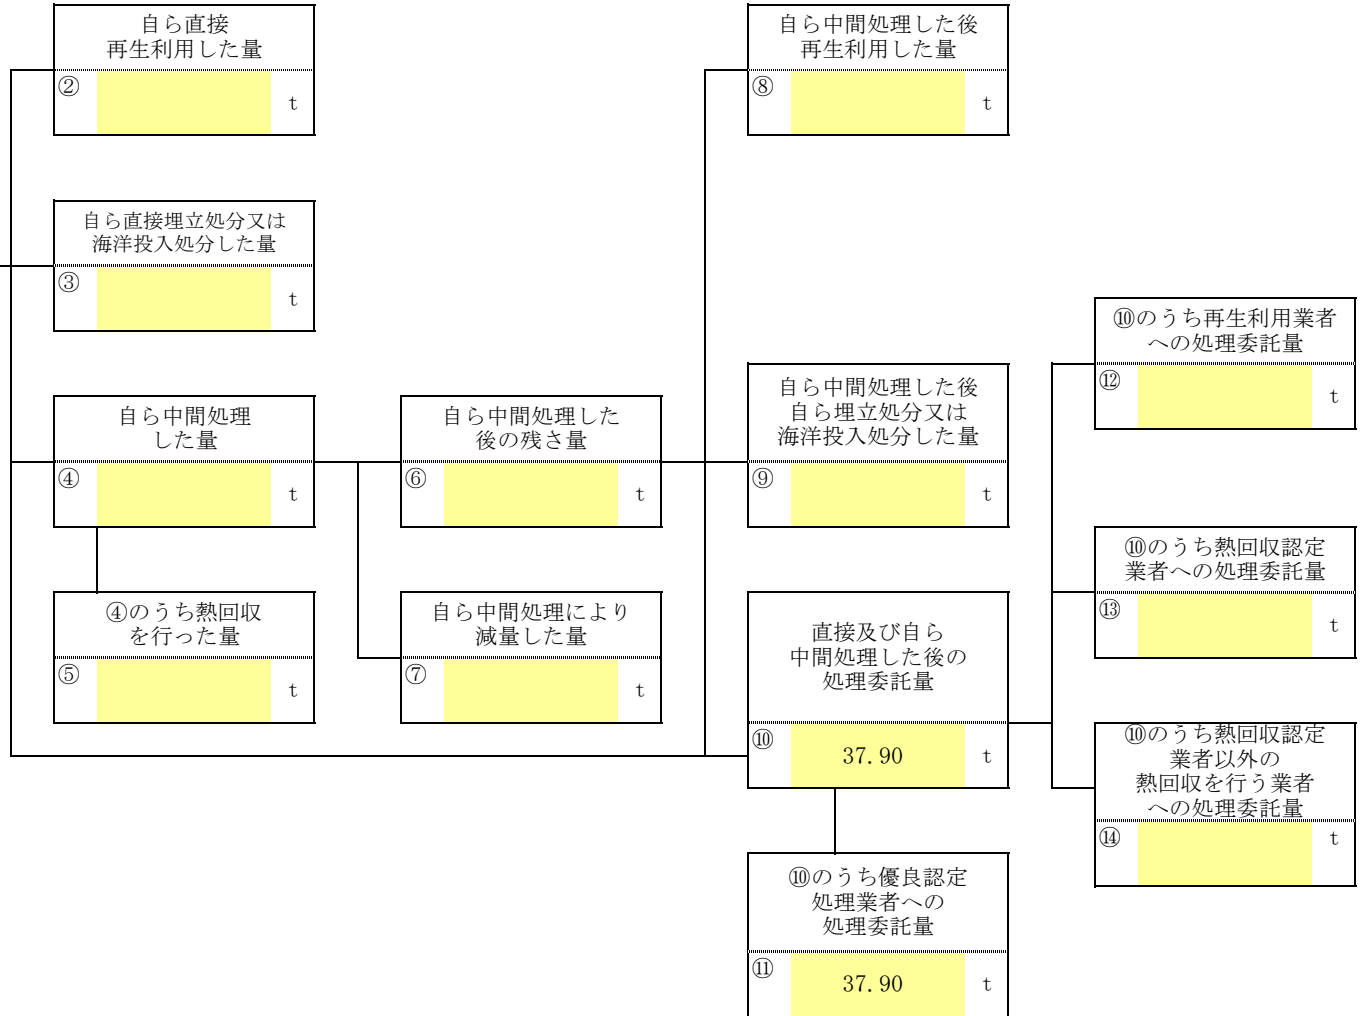 自ら直接
再生利用した量
②
t
自ら中間処理した後
再生利用した量
⑧
t
自ら直接埋立処分又は
海洋投入処分した量
③
t
⑩のうち再生利用業者
への処理委託量
⑫
t
自ら中間処理
した量
④
t
自ら中間処理した
後の残さ量
⑥
t
自ら中間処理した後
自ら埋立処分又は
海洋投入処分した量
⑨
t
⑩のうち熱回収認定
業者への処理委託量
⑬
t
④のうち熱回収
を行った量
⑤
t
自ら中間処理により
減量した量
⑦
t
直接及び自ら
中間処理した後の
処理委託量
⑩ 37.90 t
⑩のうち熱回収認定
業者以外の
熱回収を行う業者
への処理委託量
⑭
t
⑩のうち優良認定
処理業者への
処理委託量
⑪ 37.90 t